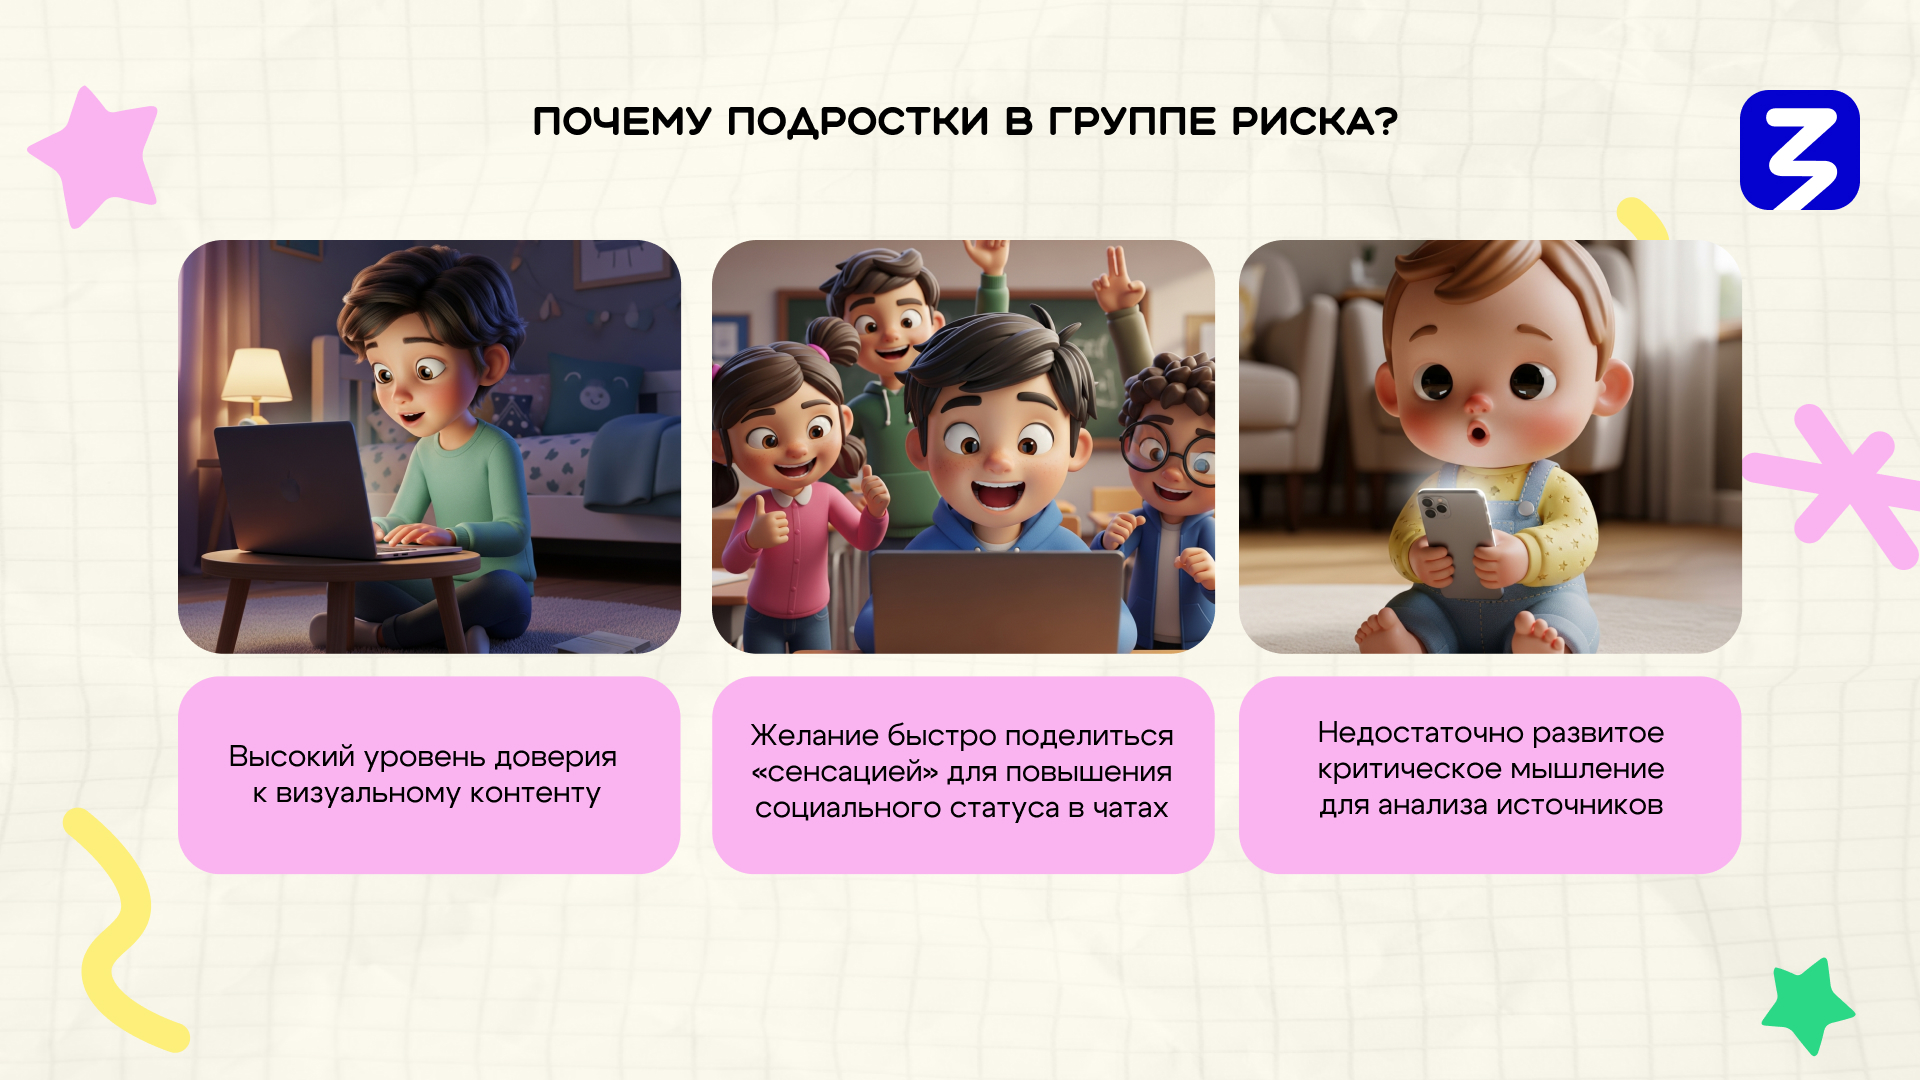 ПОЧЕМУ ПОДРОСТКИ В ГРУППЕ РИСКА?
Высокий уровень доверия
к визуальному контенту
Желание быстро поделиться
«сенсацией» для повышения
социального статуса в чатах
Недостаточно развитое
критическое мышление
для анализа источников